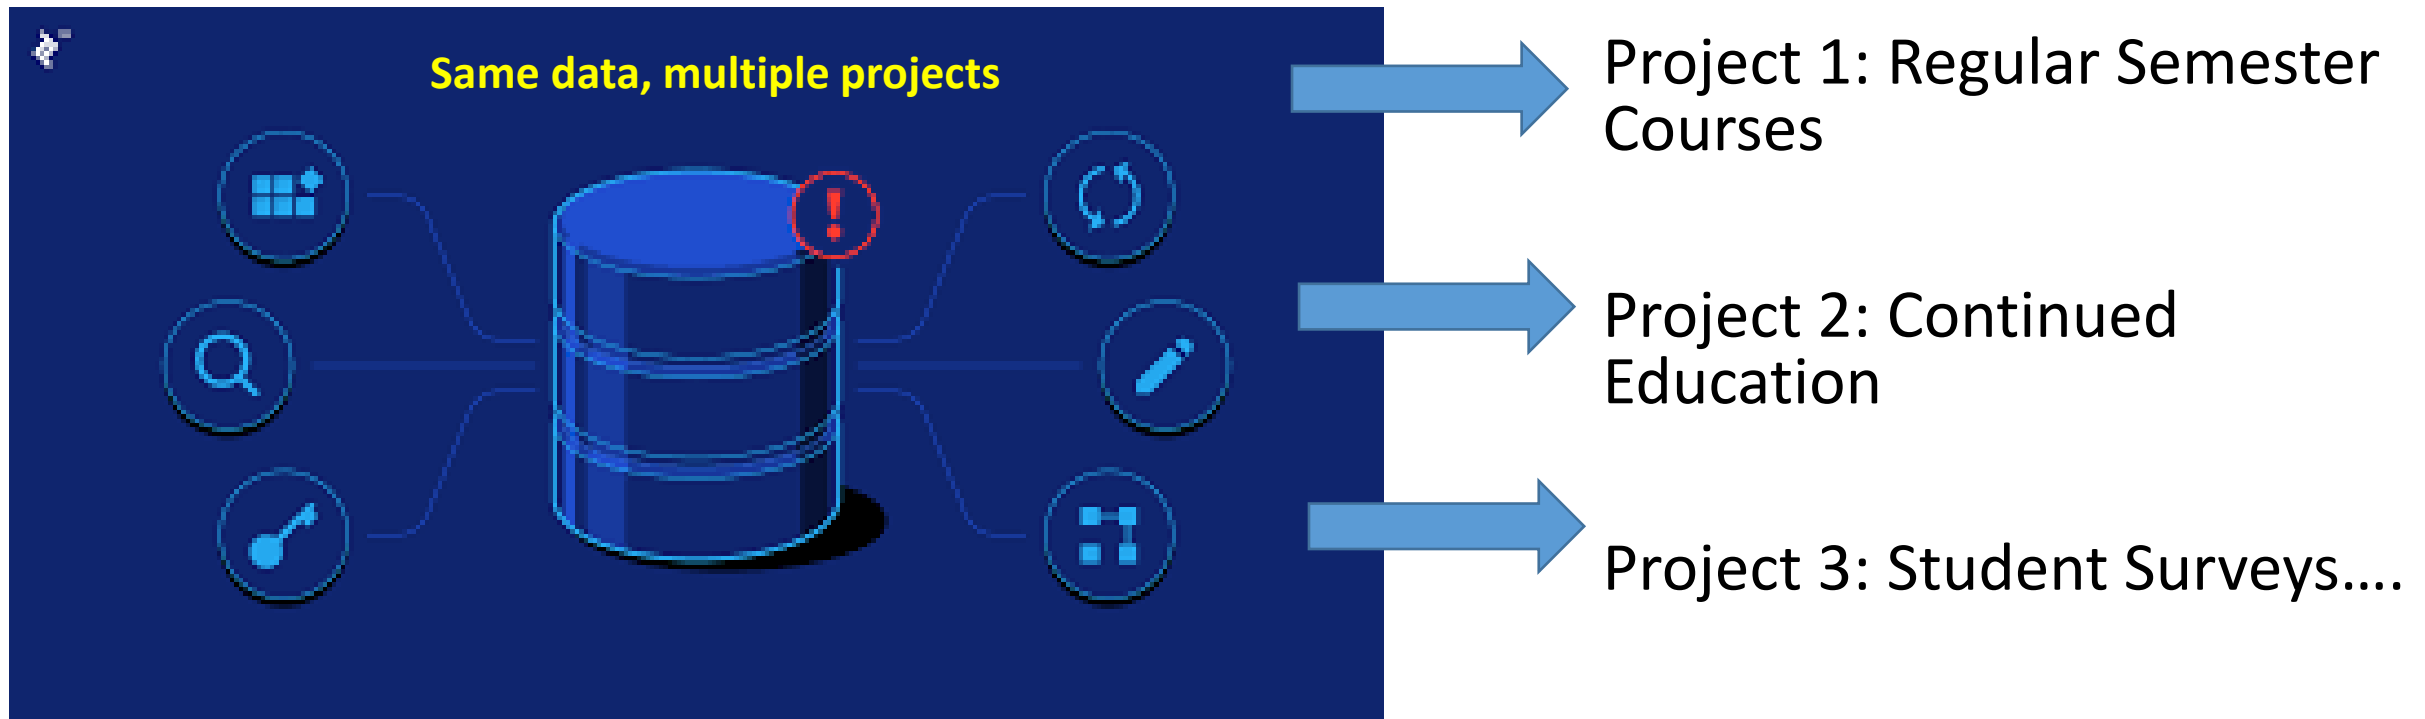 Same data, multiple projects
Project 1: Regular Semester
Courses
Project 2: Continued
Education
Project 3: Student Surveys....